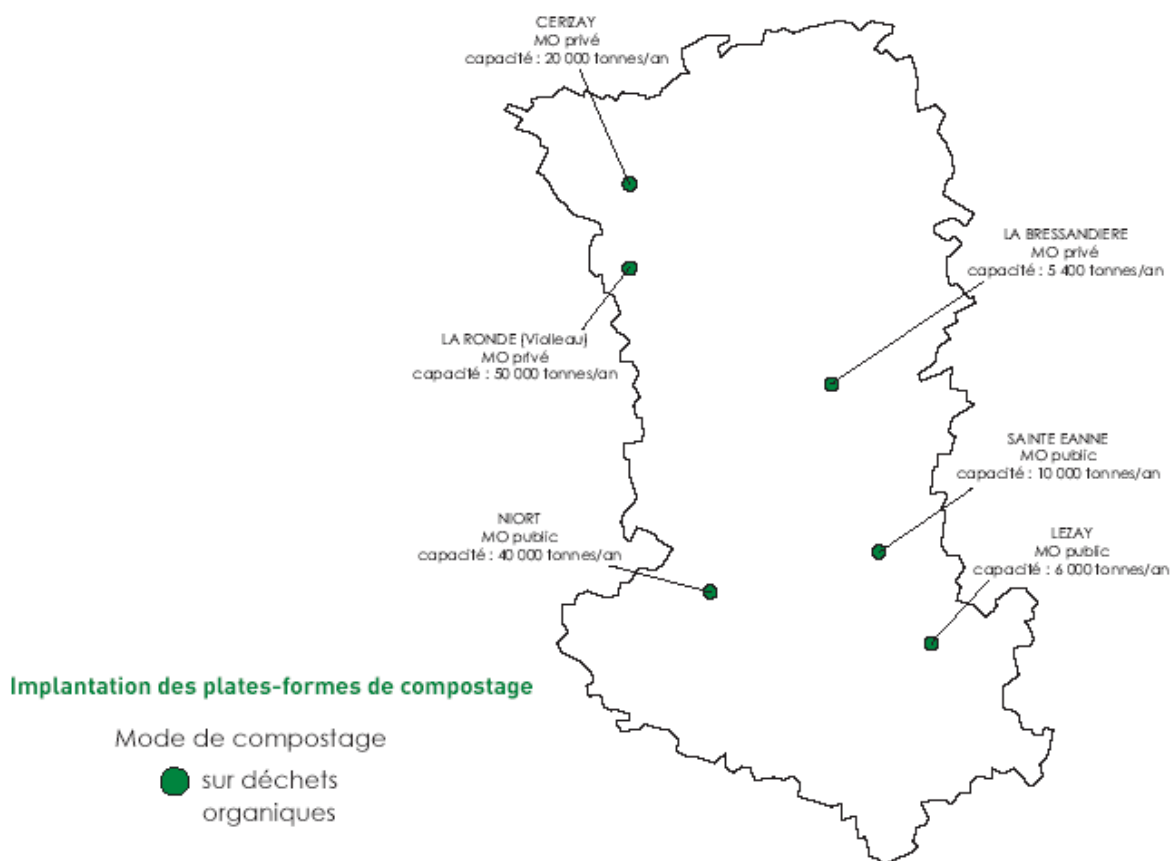 CERIZAY
MO privé
capacité : 20 000 tonnes/an
LA BRESSANDIERE
MO privé
capacité : 5 400 tonnes/an
LA RONDE (Violleau)
MO privé
capacité : 50 000 tonnes/an
SAINTE EANNE
MO public
capacité : 10 000 tonnes/an
NIORT
MO public
capacité : 40 000 tonnes/an
LEZAY
MO public
capacité : 6 000 tonnes/an
Implantation des plates-formes de compostage
Mode de compostage
sur déchets
organiques